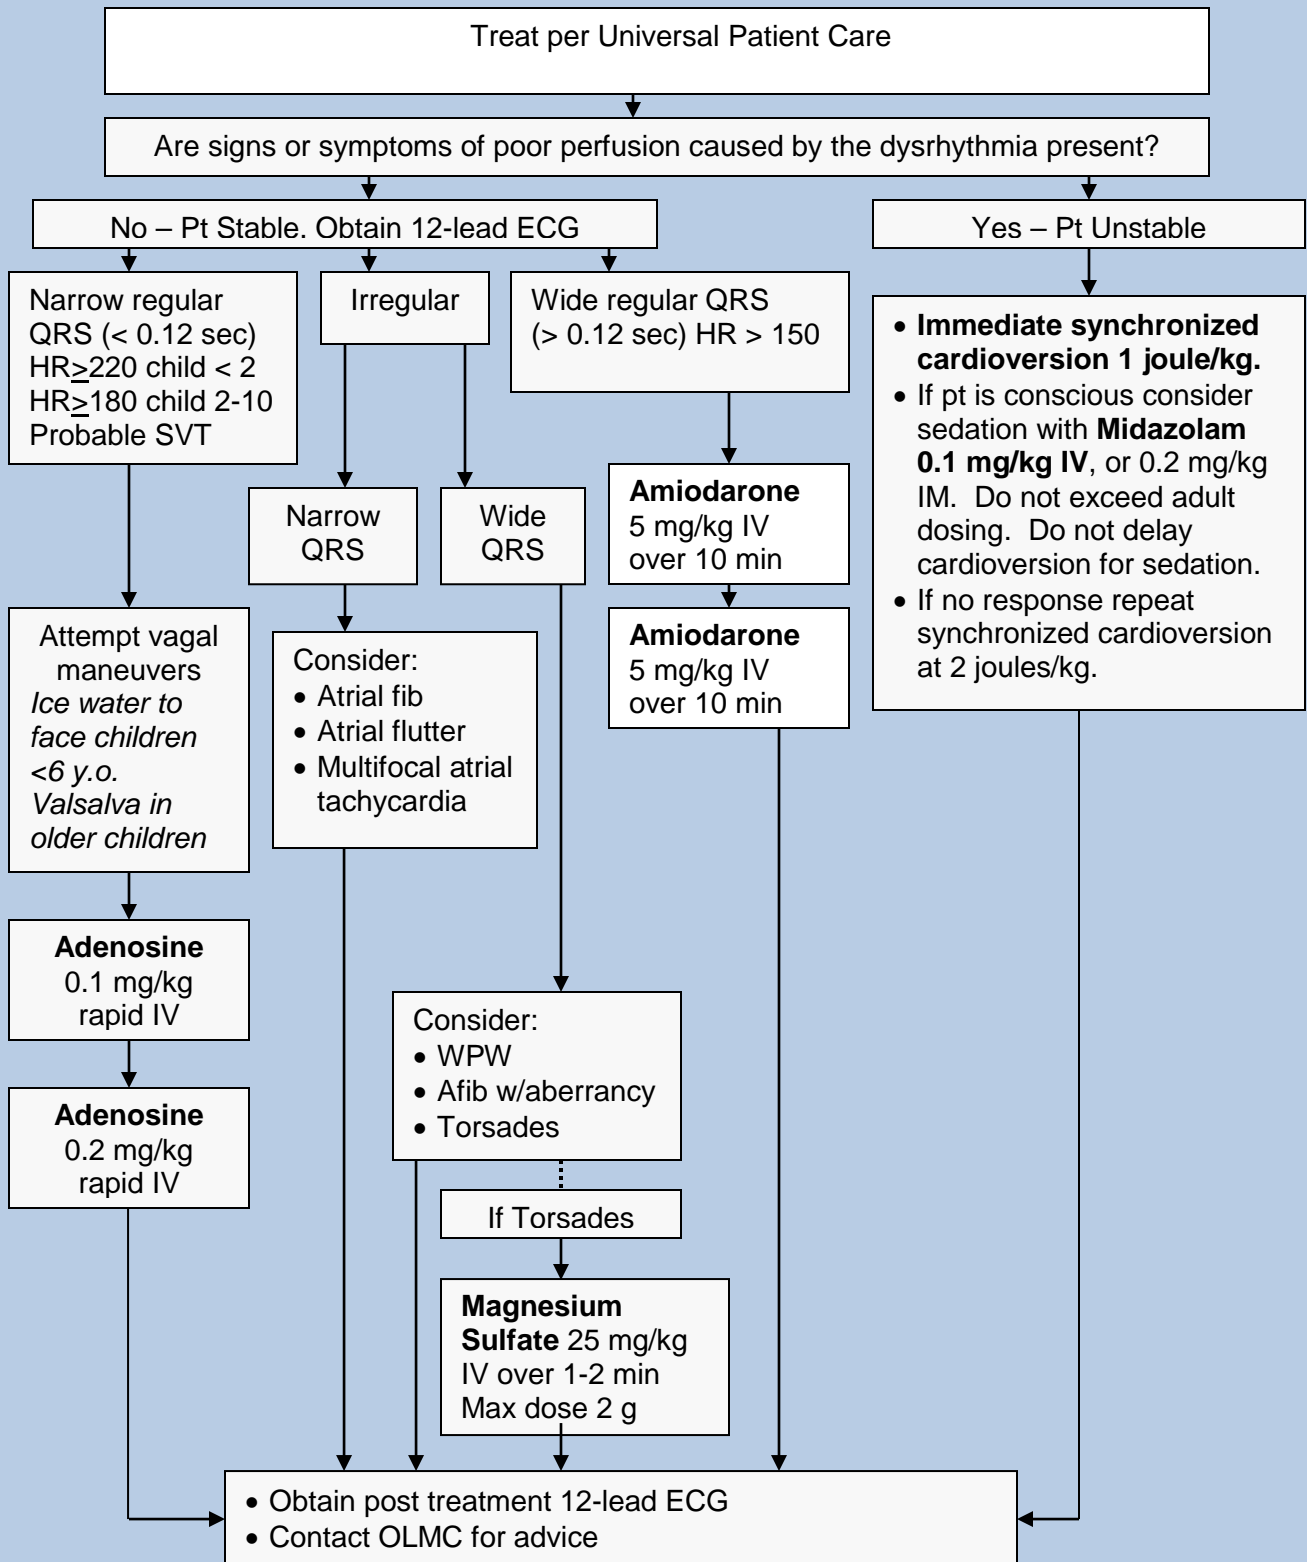 Treat per Universal Patient Care
Are signs or symptoms of poor perfusion caused by the dysrhythmia present?
No – Pt Stable. Obtain 12-lead ECG
Yes – Pt Unstable
Narrow regular
QRS (< 0.12 sec)
HR≥220 child < 2
HR≥180 child 2-10
Probable SVT
Irregular
Wide regular QRS
(> 0.12 sec) HR > 150
• Immediate synchronized
cardioversion 1 joule/kg.
• If pt is conscious consider
sedation with Midazolam
0.1 mg/kg IV, or 0.2 mg/kg
IM. Do not exceed adult
dosing. Do not delay
cardioversion for sedation.
• If no response repeat
synchronized cardioversion
at 2 joules/kg.
Narrow
QRS
Wide
QRS
Amiodarone
5 mg/kg IV
over 10 min
Amiodarone
5 mg/kg IV
over 10 min
Attempt vagal
maneuvers
Ice water to
face children
<6 y.o.
Valsalva in
older children
Consider:
• Atrial fib
• Atrial flutter
• Multifocal atrial
tachycardia
Adenosine
0.1 mg/kg
rapid IV
Adenosine
0.2 mg/kg
rapid IV
Consider:
• WPW
• Afib w/aberrancy
• Torsades
If Torsades
Magnesium
Sulfate 25 mg/kg
IV over 1-2 min
Max dose 2 g
• Obtain post treatment 12-lead ECG
• Contact OLMC for advice